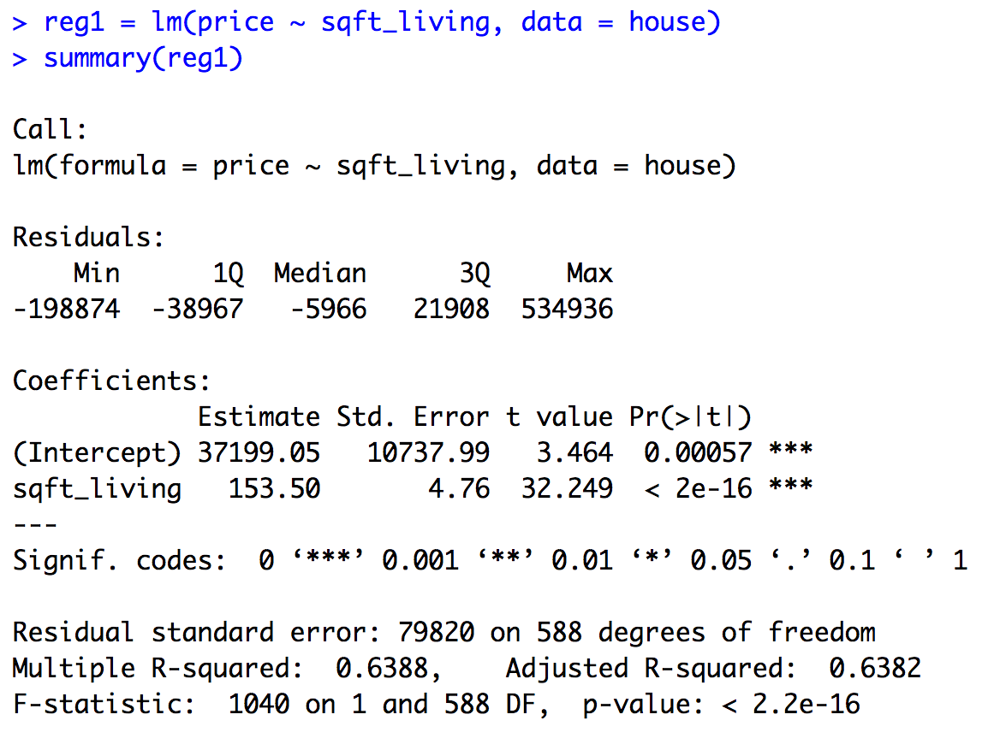 > reg1 = lm(price ~ sqft_living, data = house)
> summary(reg1)
Call:
lm(formula = price ~ sqft_living, data = house)
Residuals:
Min 1Q Median 3Q Max
-198874 -38967 -5966 21908 534936
Coefficients:
Estimate Std. Error t value Pr(>|t|)
(Intercept) 37199.05 10737.99 3.464 0.00057 ***
sqft_living 153.50 4.76 32.249 < 2e-16 ***
---
Signif. codes: 0 ‘***’ 0.001 ‘**’ 0.01 ‘*’ 0.05 ‘.’ 0.1 ‘ ’ 1
Residual standard error: 79820 on 588 degrees of freedom
Multiple R-squared: 0.6388, Adjusted R-squared: 0.6382
F-statistic: 1040 on 1 and 588 DF, p-value: < 2.2e-16